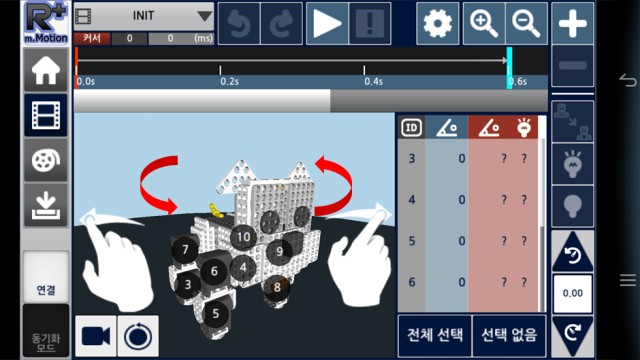 R+
m.Motion
INIT
커서 0 0 (ms)
0.0s 0.2s 0.4s 0.6s
ID
3 0 ? ?
4 0 ? ?
5 0 ? ?
6 0 ? ?
10
7
9
6
4
3
8
5
연결
동기화
모드
전체 선택
선택 없음
0.00